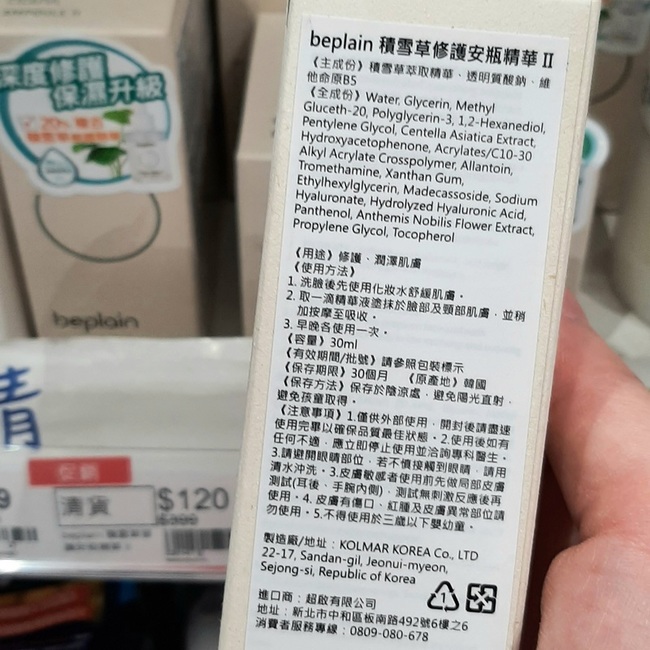 beplain 積雪草修護安瓶精華 II
《主成份》積雪草萃取精華、透明質酸鈉、維
他命原B5
《全成份》Water, Glycerin, Methyl
Gluceth-20, Polyglycerin-3, 1,2-Hexanediol,
Pentylene Glycol, Centella Asiatica Extract,
Hydroxyacetophenone, Acrylates/C10-30
Alkyl Acrylate Crosspolymer, Allantoin,
Tromethamine, Xanthan Gum,
Ethylhexylglycerin, Madecassoside, Sodium
Hyaluronate, Hydrolyzed Hyaluronic Acid,
Panthenol, Anthemis Nobilis Flower Extract,
Propylene Glycol, Tocopherol
《用途》修護、潤澤肌膚
《使用方法》
1. 洗臉後先使用化妝水舒緩肌膚。
2. 取一滴精華液塗抹於臉部及頸部肌膚，並稍
加按摩至吸收。
3. 早晚各使用一次。
《容量》30ml
《有效期間/批號》請參照包裝標示
《保存期限》30個月 《原產地》韓國
《保存方法》保存於陰涼處，避免陽光直射，
避免孩童取得。
《注意事項》1.僅供外部使用，開封後請盡速
使用完畢以確保品質最佳狀態。2.使用後如有
任何不適，應立即停止使用並洽詢專科醫生。
3.請避開眼睛部位，若不慎接觸到眼睛，請用
清水沖洗。3.皮膚敏感者使用前先做局部皮膚
測試(耳後、手腕內側)，測試無刺激反應後再
使用。4. 皮膚有傷口、紅腫及皮膚異常部位請
勿使用。5.不得使用於三歲以下嬰幼童。
製造廠/地址：KOLMAR KOREA Co., LTD
22-17, Sandan-gil, Jeonui-myeon,
Sejong-si, Republic of Korea
進口商：超啟有限公司
地址：新北市中和區板南路492號6樓之6
消費者服務專線：0809-080-678
1
深度修護
保濕升級
beplain
促銷
清貨
$120